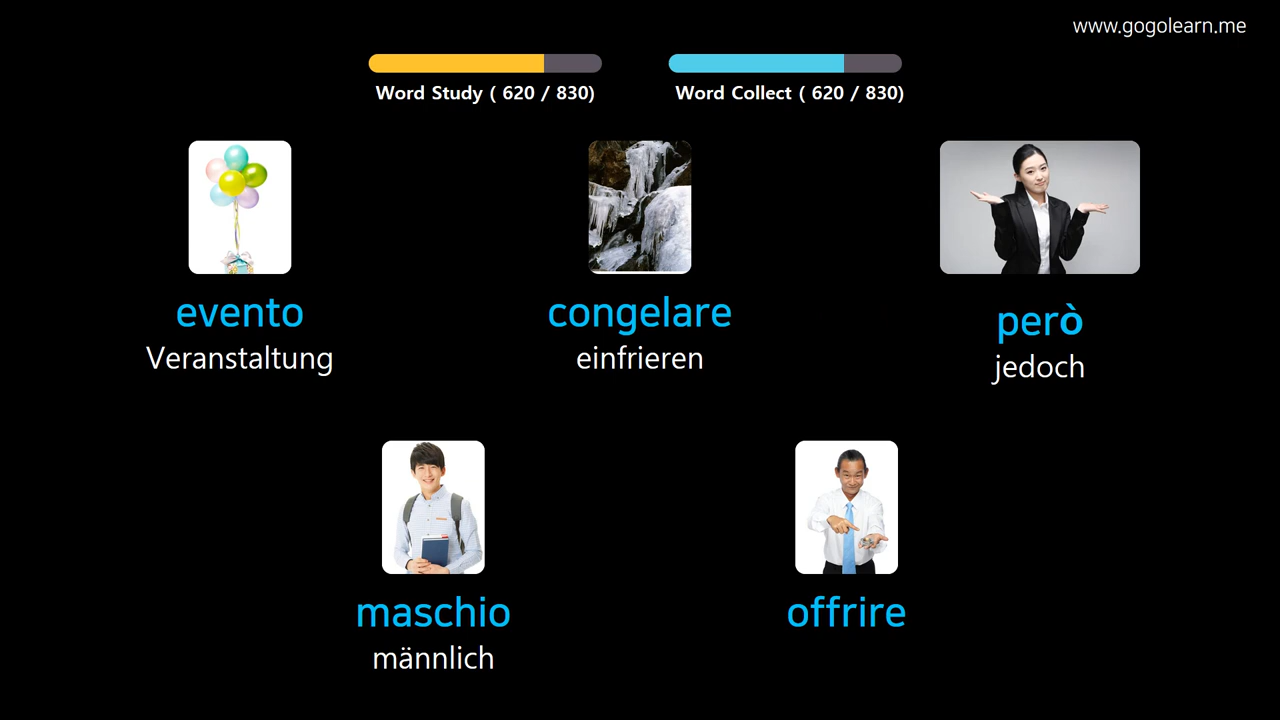 www.gogolearn.me
Word Study ( 620 / 830)
Word Collect ( 620 / 830)
evento
Veranstaltung
congelare
einfrieren
però
jedoch
maschio
männlich
offrire